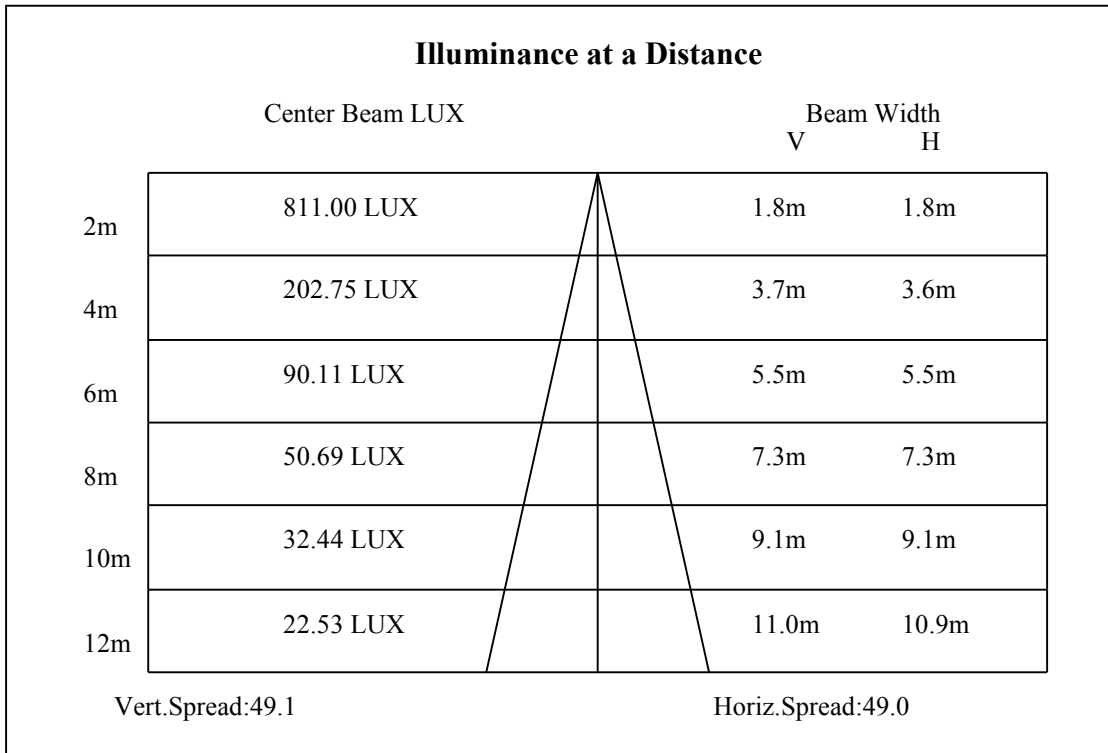 Illuminance at a Distance
Center Beam LUX Beam Width
V H
2m 811.00 LUX 1.8m 1.8m
4m 202.75 LUX 3.7m 3.6m
6m 90.11 LUX 5.5m 5.5m
8m 50.69 LUX 7.3m 7.3m
10m 32.44 LUX 9.1m 9.1m
12m 22.53 LUX 11.0m 10.9m
Vert.Spread:49.1 Horiz.Spread:49.0